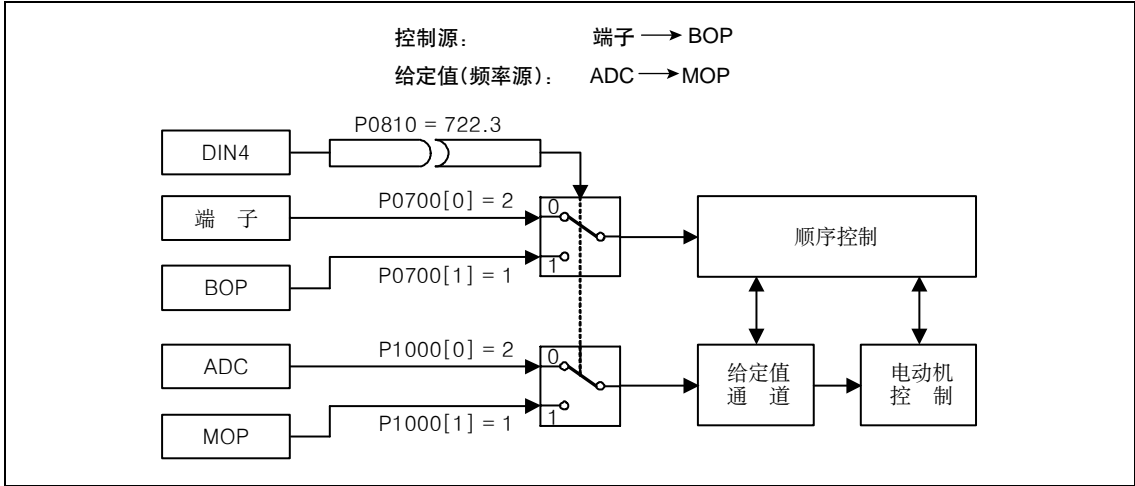 控制源： 端子 → BOP
给定值（频率源）： ADC → MOP
P0810 = 722.3
DIN4
P0700[0] = 2
端 子
0
1
顺序控制
P0700[1] = 1
BOP
P1000[0] = 2
ADC
0
1
给定值
通 道
电动机
控 制
P1000[1] = 1
MOP